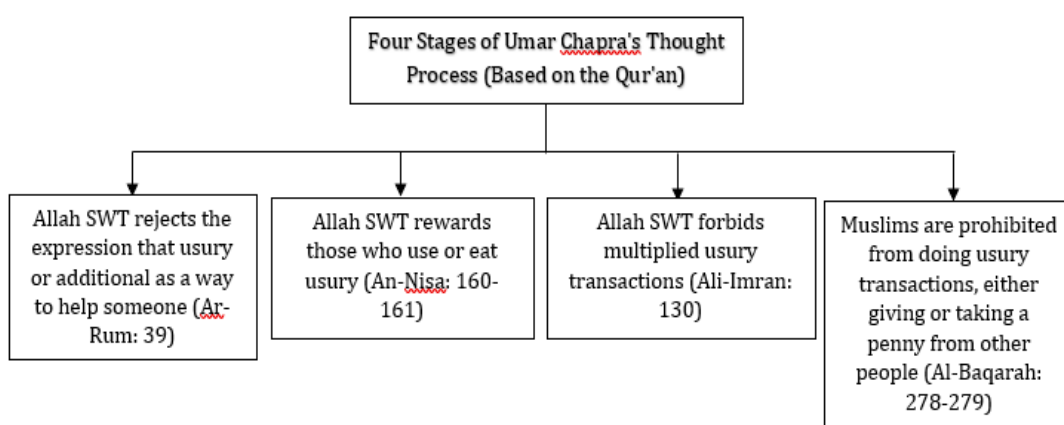 Four Stages of Umar Chapra's Thought
Process (Based on the Qur'an)
Allah SWT rejects the
expression that usury
or additional as a way
to help someone (Ar-
Rum: 39)
Allah SWT rewards
those who use or eat
usury (An-Nisa: 160-
161)
Allah SWT forbids
multiplied usury
transactions (Ali-Imran:
130)
Muslims are prohibited
from doing usury
transactions, either
giving or taking a
penny from other
people (Al-Baqarah:
278-279)